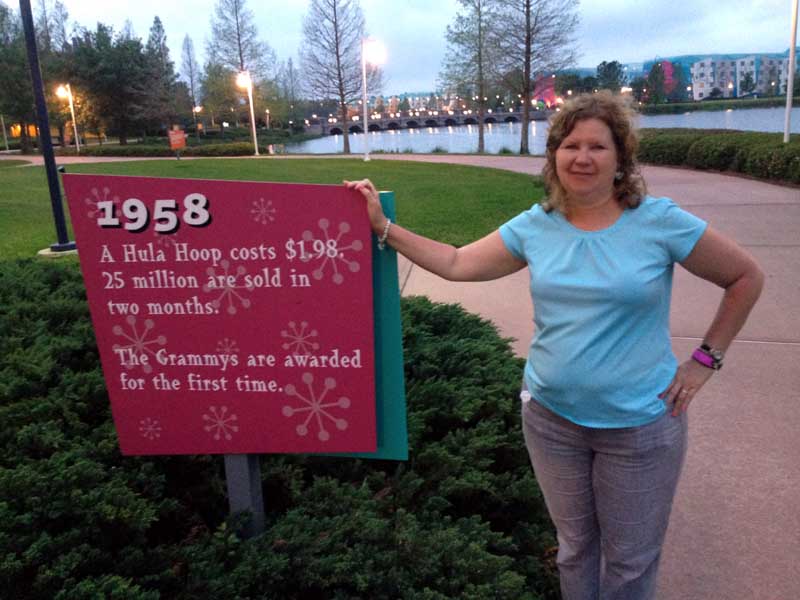 1958
A Hula Hoop costs $1.98.
25 million are sold in
two months.
The Grammys are awarded
for the first time.